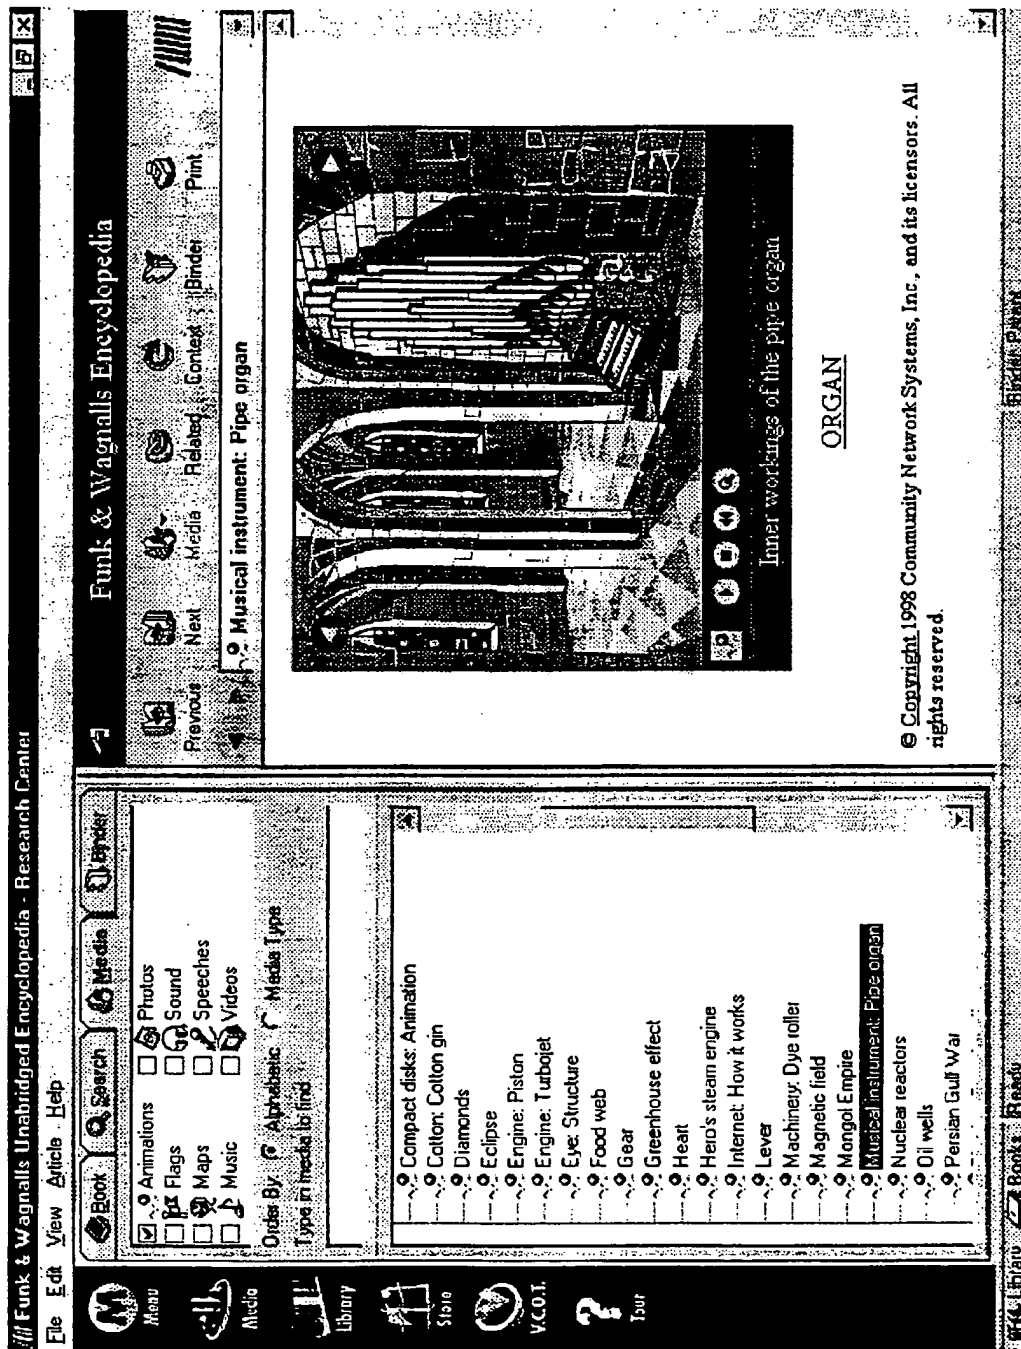 Funk & Wagnalls Unabridged Encyclopedia - Research Center
File Edit View Article Help
Menu
Media
Library
Store
V.C.O.T.
Tour
Book Search Media Binder
Animations Photos
Flags Sound
Maps Speeches
Music Videos
Order By: Alphabetic Media Type
Type in media to find
Compact disks: Animation
Cotton: Cotton gin
Diamonds
Eclipse
Engine: Piston
Engine: Turbojet
Eye: Structure
Food web
Gear
Greenhouse effect
Heart
Hero's steam engine
Internet: How it works
Lever
Machinery: Dye roller
Magnetic field
Mongol Empire
Musical instrument: Pipe organ
Nuclear reactors
Oil wells
Persian Gulf War
Funk & Wagnalls Encyclopedia
Previous Next Media Related Context iBinder Print
Musical instrument: Pipe organ
Inner workings of the pipe organ
ORGAN
© Copyright 1998 Community Network Systems, Inc., and its licensors. All
rights reserved.
Library Books Ready